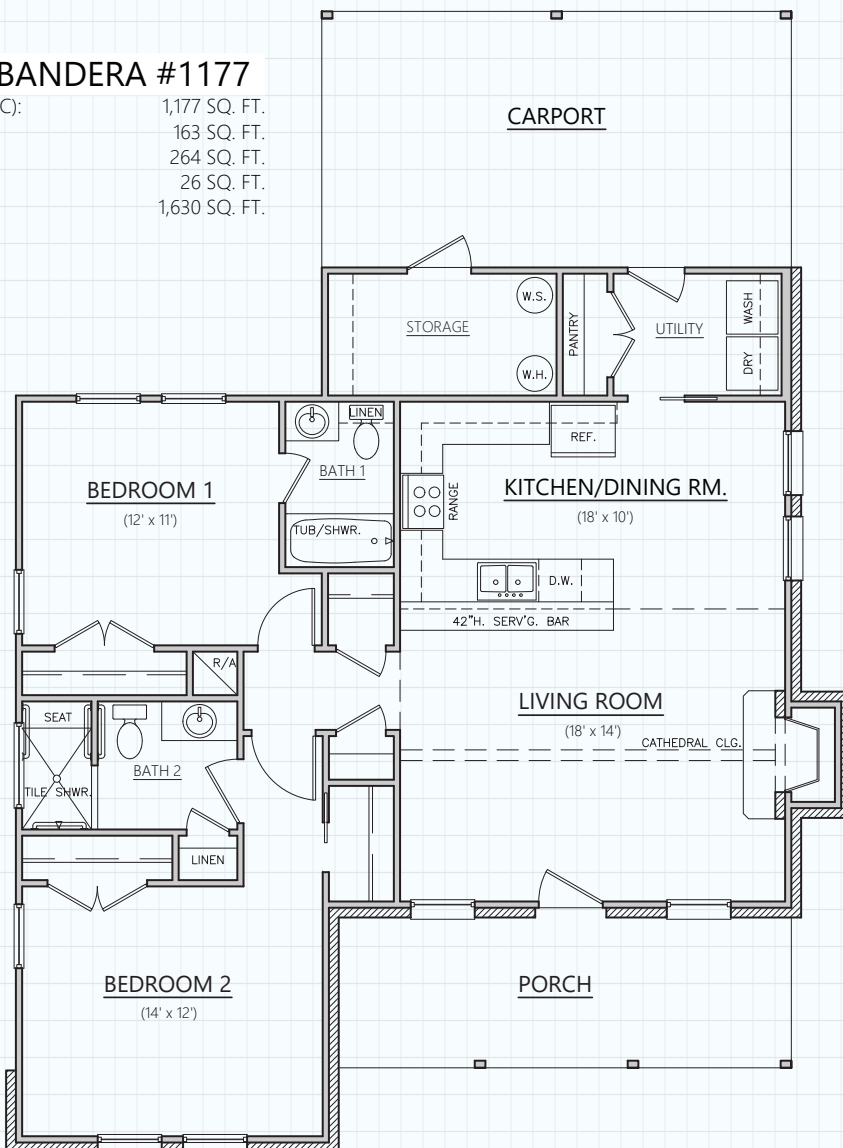 BANDERA #1177
C): 1,177 SQ. FT.
163 SQ. FT.
264 SQ. FT.
26 SQ. FT.
1,630 SQ. FT.
CARPORT
STORAGE
W.S.
W.H.
PANTRY
UTILITY
WASH
DRY
LINEN
BATH 1
TUB/SHWR.
REF.
RANGE
KITCHEN/DINING RM.
(18' x 10')
BEDROOM 1
(12' x 11')
D.W.
42"H. SERV'G. BAR
R/A
LIVING ROOM
(18' x 14')
CATHEDRAL CLG.
SEAT
BATH 2
TILE SHWR.
LINEN
BEDROOM 2
(14' x 12')
PORCH